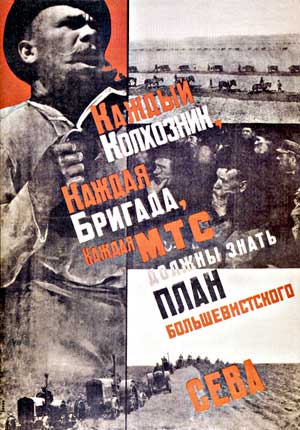 Каждый
Колхозник,
Каждая
Бригада,
каждая МТС
должны знать
ПЛАН
большевистского
СЕВА